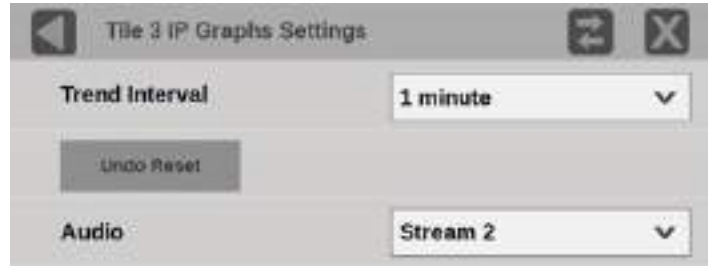 Tile 3 IP Graphs Settings
Trend Interval
1 minute
Undo Reset
Audio
Stream 2